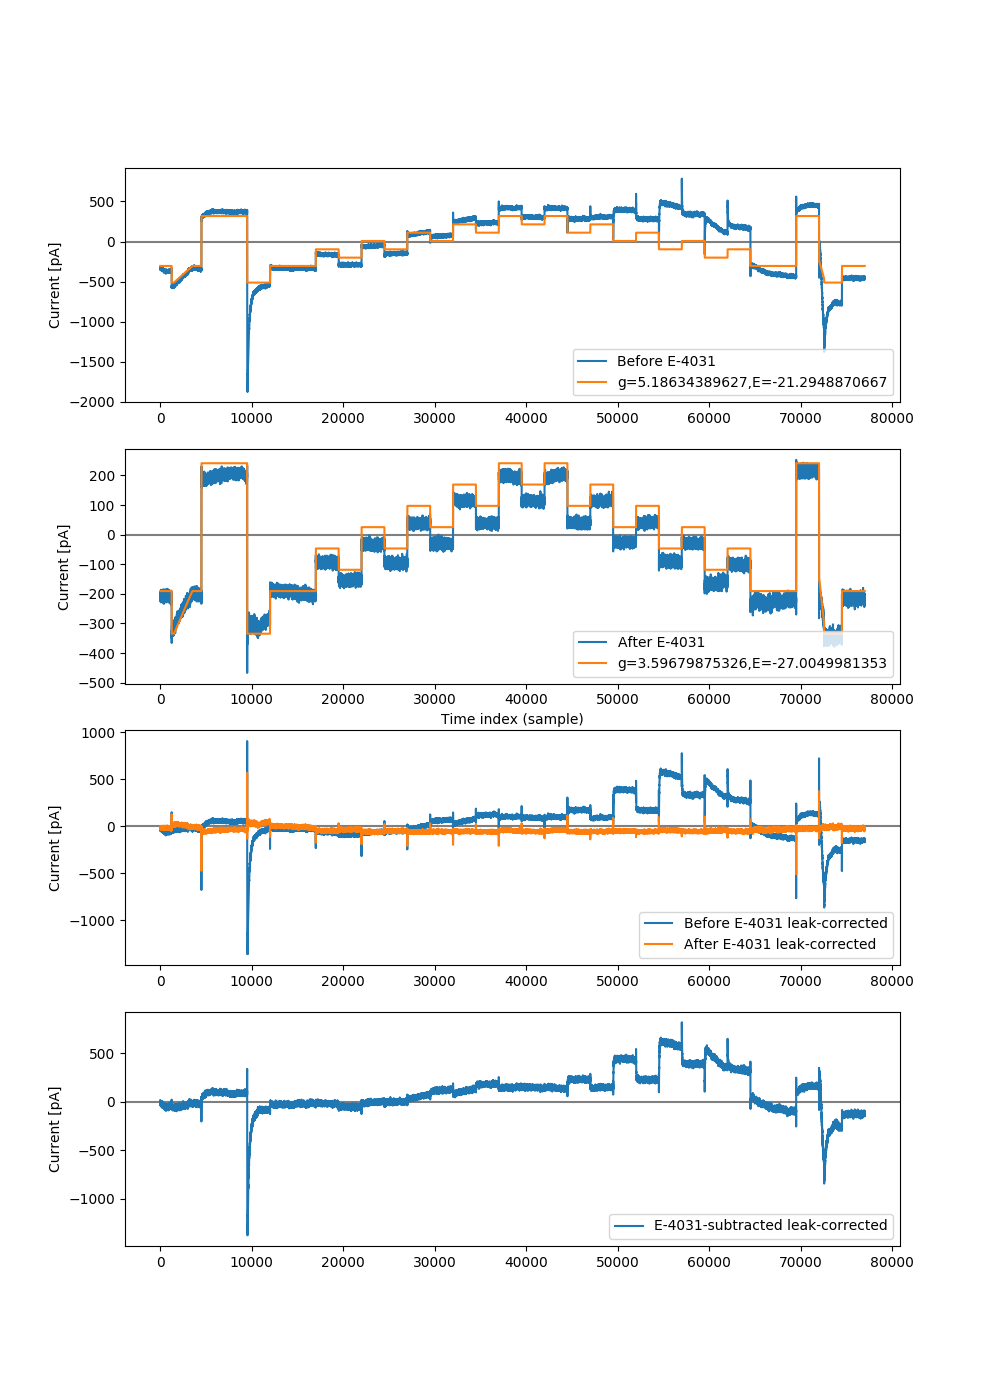 500
0
−500
−1000
−1500
−2000
Current [pA]
Before E-4031
g=5.18634389627,E=-21.2948870667
0 10000 20000 30000 40000 50000 60000 70000 80000
200
100
0
−100
−200
−300
−400
−500
Current [pA]
After E-4031
g=3.59679875326,E=-27.0049981353
0 10000 20000 30000 40000 50000 60000 70000 80000
Time index (sample)
1000
500
0
−500
−1000
Current [pA]
Before E-4031 leak-corrected
After E-4031 leak-corrected
0 10000 20000 30000 40000 50000 60000 70000 80000
500
0
−500
−1000
Current [pA]
E-4031-subtracted leak-corrected
0 10000 20000 30000 40000 50000 60000 70000 80000